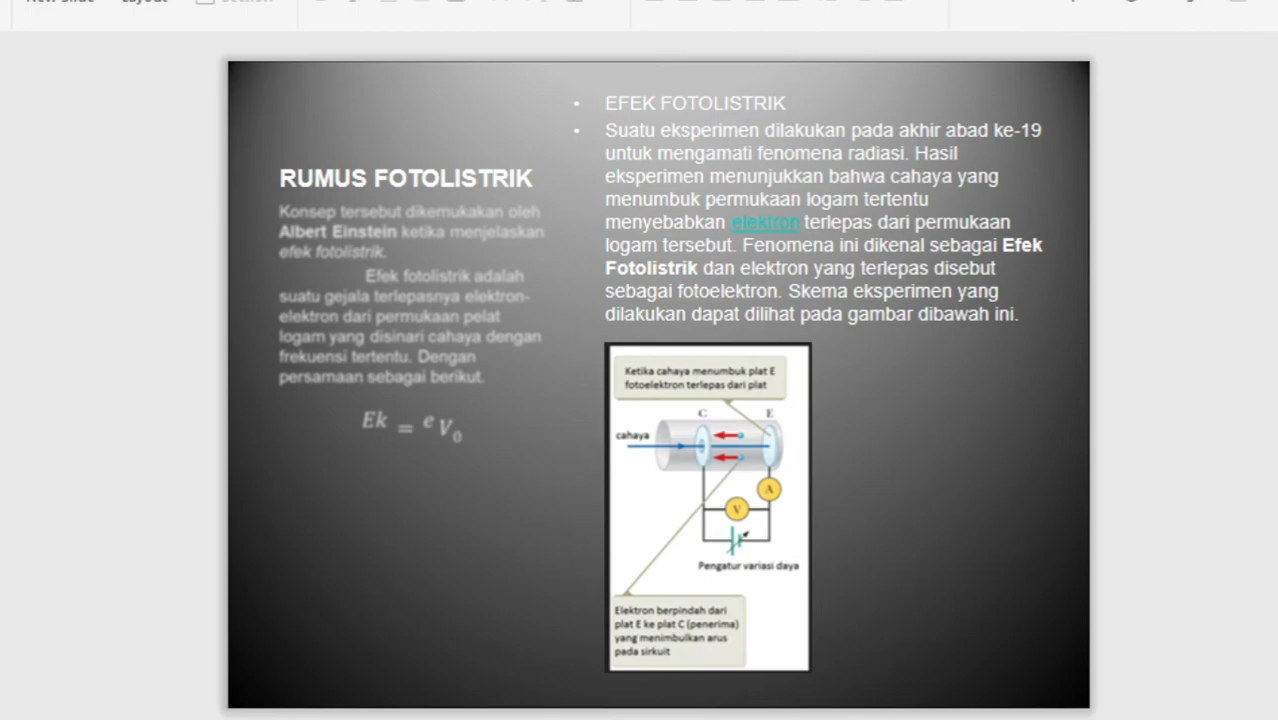 New slide
Layout
Section
RUMUS FOTOLISTRIK
Konsep tersebut dikemukakan oleh
Albert Einstein ketika menjelaskan
efek fotolistrik.
Efek fotolistrik adalah
suatu gejala terlepasnya elektron-
elektron dari permukaan pelat
logam yang disinari cahaya dengan
frekuensi tertentu. Dengan
persamaan sebagai berikut.
Ek = e V₀
• EFEK FOTOLISTRIK
• Suatu eksperimen dilakukan pada akhir abad ke-19
untuk mengamati fenomena radiasi. Hasil
eksperimen menunjukkan bahwa cahaya yang
menumbuk permukaan logam tertentu
menyebabkan elektron terlepas dari permukaan
logam tersebut. Fenomena ini dikenal sebagai Efek
Fotolistrik dan elektron yang terlepas disebut
sebagai fotoelektron. Skema eksperimen yang
dilakukan dapat dilihat pada gambar dibawah ini.
Ketika cahaya menumbuk plat E
fotoelektron terlepas dari plat
C E
cahaya
A
V
Pengatur variasi daya
Elektron berpindah dari
plat E ke plat C (penerima)
yang menimbulkan arus
pada sirkuit